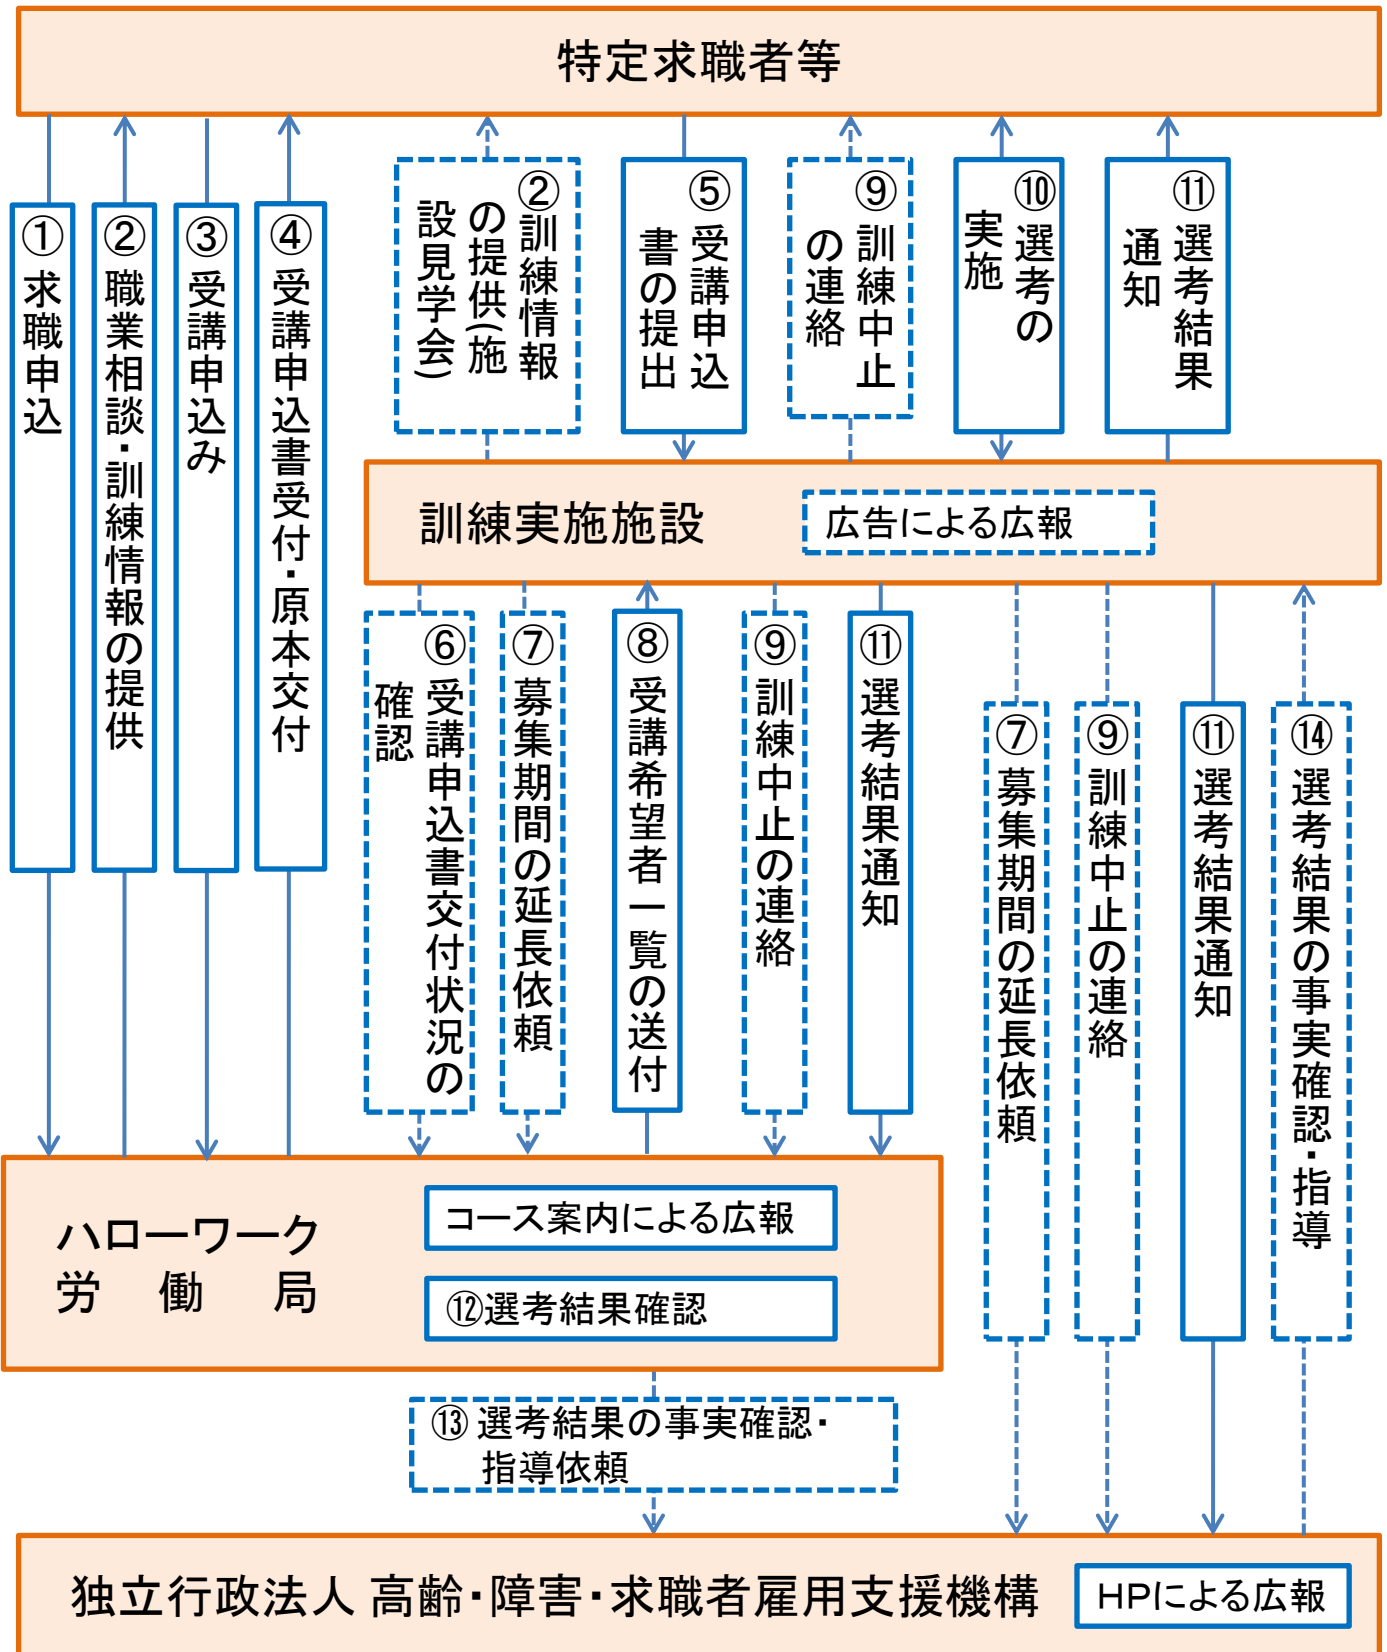 特定求職者等
①求職申込
②職業相談・訓練情報の提供
③受講申込み
④受講申込書受付・原本交付
②訓練情報
の提供(施
設見学会)
⑤受講申込
書の提出
⑨訓練中止
の連絡
⑩選考の
実施
⑪選考結果
通知
訓練実施施設
広告による広報
⑥受講申込書交付状況の
確認
⑦募集期間の延長依頼
⑧受講希望者一覧の送付
⑨訓練中止の連絡
⑪選考結果通知
⑦募集期間の延長依頼
⑨訓練中止の連絡
⑪選考結果通知
⑭選考結果の事実確認・指導
ハローワーク
労働局
コース案内による広報
⑫選考結果確認
⑬選考結果の事実確認・
指導依頼
独立行政法人 高齢・障害・求職者雇用支援機構
HPによる広報